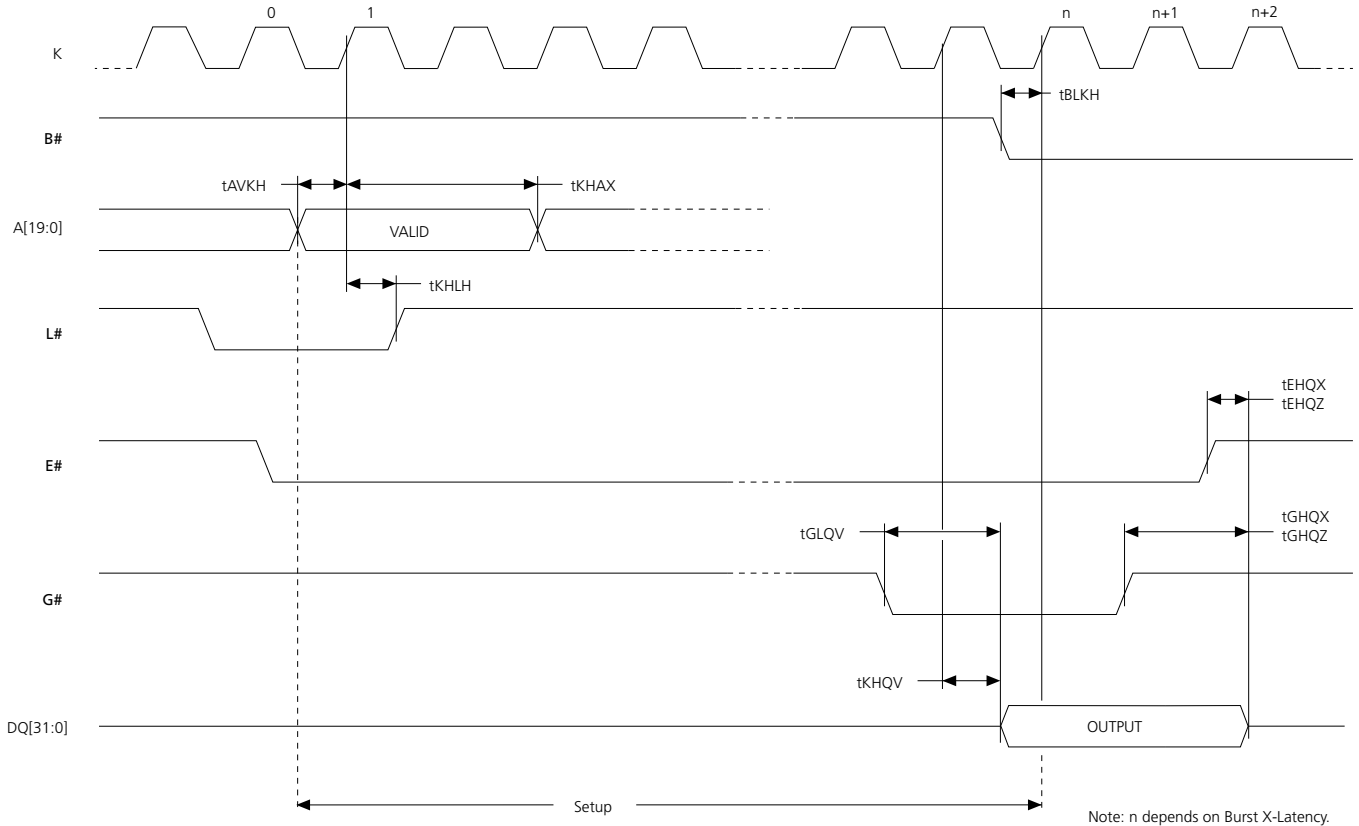 0 1 n n+1 n+2
K
tBLKH
B#
tAVKH tKHAX
A[19:0] VALID
tKHLH
L#
tEHQX
tEHQZ
E#
tGLQV tGHQX
tGHQZ
G#
tKHQV
DQ[31:0] OUTPUT
Setup
Note: n depends on Burst X-Latency.